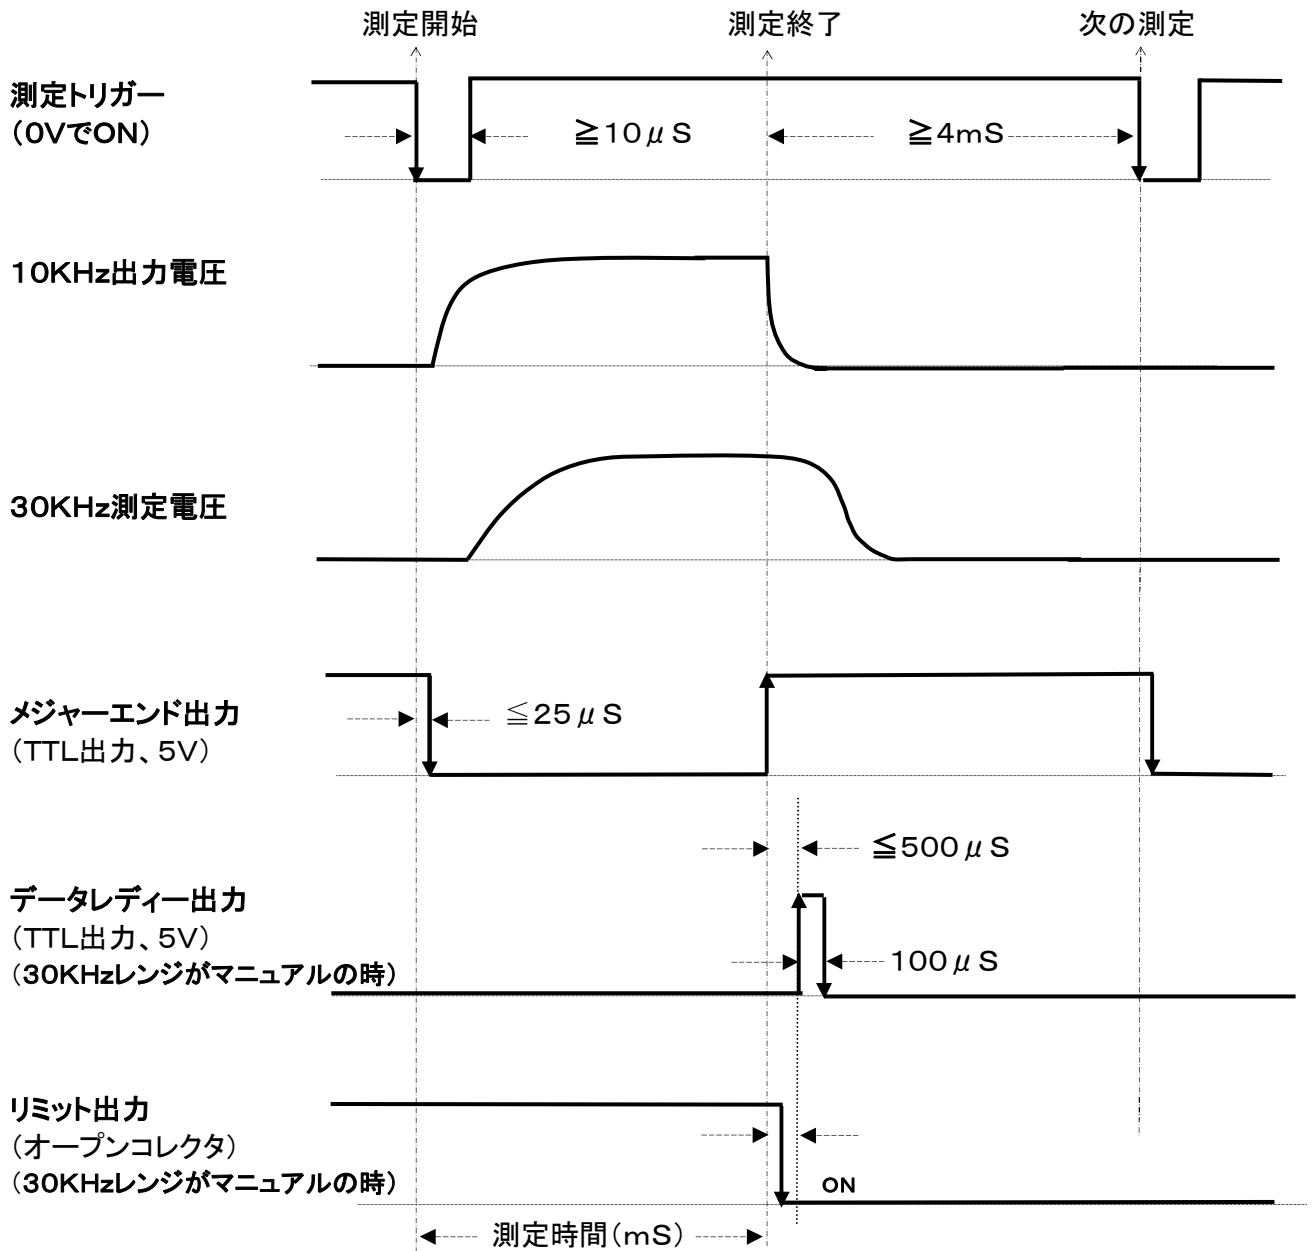 測定開始
測定終了
次の測定
測定トリガー
(0VでON)
≧10μS
≧4mS
10KHz出力電圧
30KHz測定電圧
メジャーエンド出力
(TTL出力、5V)
≦25μS
≦500μS
データレディー出力
(TTL出力、5V)
(30KHzレンジがマニュアルの時)
100μS
リミット出力
(オープンコレクタ)
(30KHzレンジがマニュアルの時)
ON
測定時間(mS)